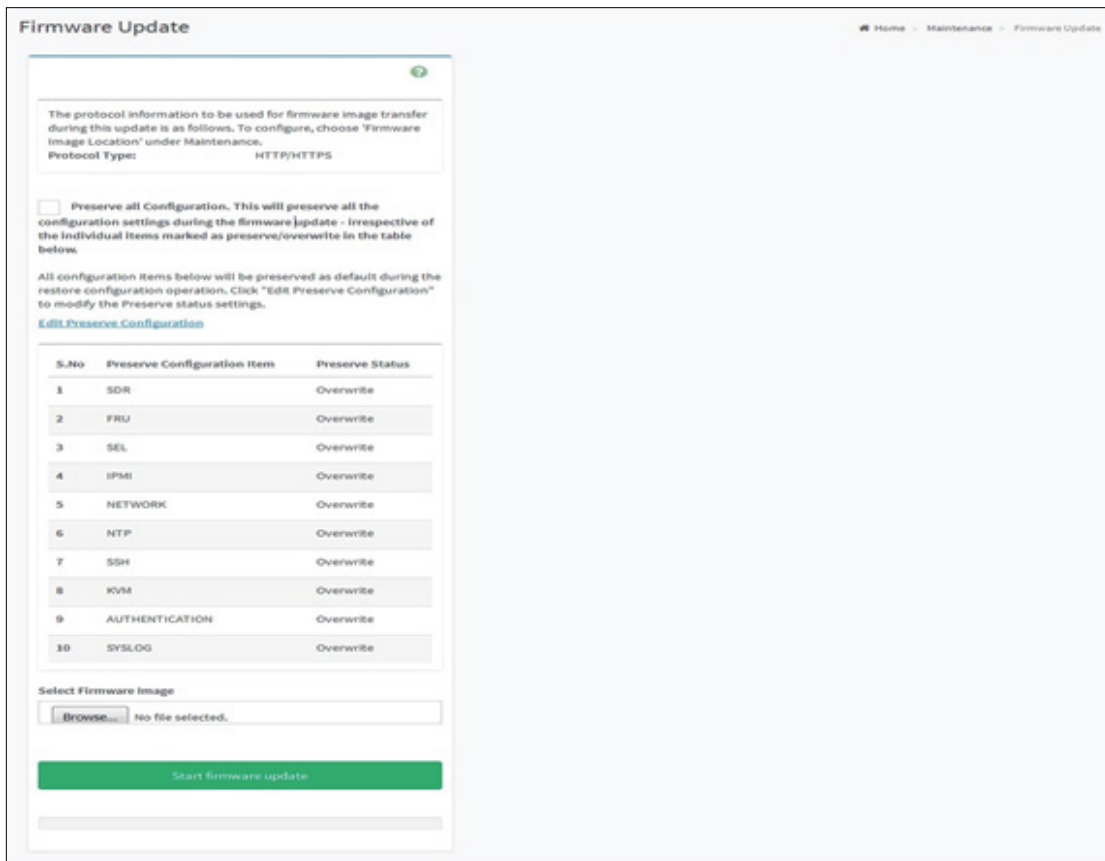 Firmware Update
Home > Maintenance > Firmware Update
The protocol information to be used for firmware image transfer
during this update is as follows. To configure, choose 'Firmware
Image Location' under Maintenance.
Protocol Type: HTTP/HTTPS
Preserve all Configuration. This will preserve all the
configuration settings during the firmware update - irrespective of
the individual items marked as preserve/overwrite in the table
below.
All configuration items below will be preserved as default during the
restore configuration operation. Click "Edit Preserve Configuration"
to modify the Preserve status settings.
Edit Preserve Configuration
S.No Preserve Configuration Item Preserve Status
1 SDR Overwrite
2 FRU Overwrite
3 SEL Overwrite
4 IPMI Overwrite
5 NETWORK Overwrite
6 NTP Overwrite
7 SSH Overwrite
8 KVM Overwrite
9 AUTHENTICATION Overwrite
10 SYSLOG Overwrite
Select Firmware Image
Browse... No file selected.
Start firmware update